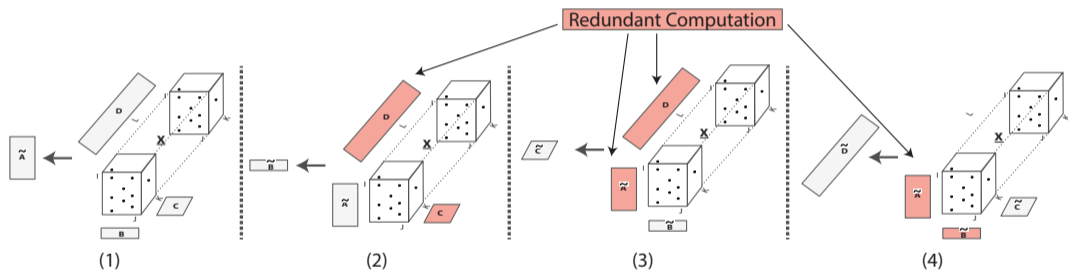 Redundant Computation
D
I
L
X
K
J
Ã
I
C
K
J
B
(1)
D
I
L
X
K
J
B̃
I
Ã
C
K
J
(2)
D
I
L
X
K
J
C̃
I
Ã
K
J
B̃
(3)
D̃
I
L
X
K
J
I
Ã
C̃
K
J
B̃
(4)